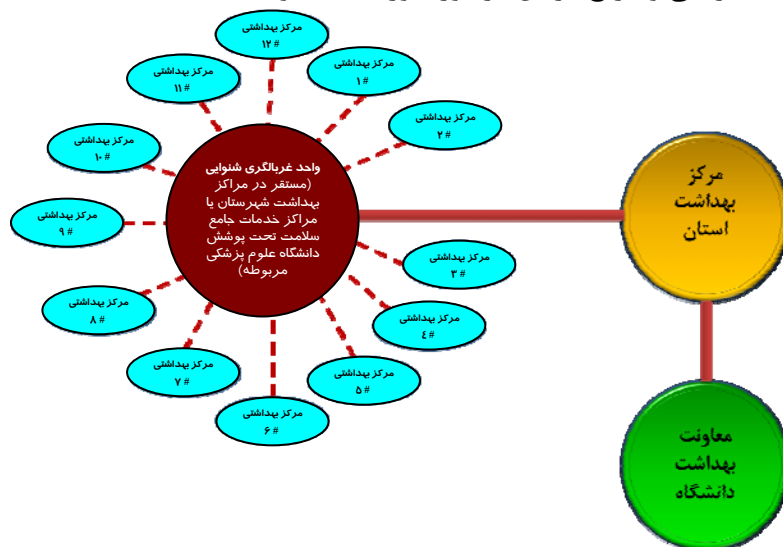 مرکز بهداشتی
# ۱۲
مرکز بهداشتی
# ۱
مرکز بهداشتی
# ۲
مرکز بهداشتی
# ۳
مرکز بهداشتی
# ٤
مرکز بهداشتی
# ۵
مرکز بهداشتی
# ۶
مرکز بهداشتی
# ۷
مرکز بهداشتی
# ۸
مرکز بهداشتی
# ۹
مرکز بهداشتی
# ۱۰
مرکز بهداشتی
# ۱۱
واحد غربالگری شنوایی
(مستقر در مراکز
بهداشت شهرستان یا
مراکز خدمات جامع
سلامت تحت پوشش
دانشگاه علوم پزشکی
مربوطه)
مرکز
بهداشت
استان
معاونت
بهداشت
دانشگاه